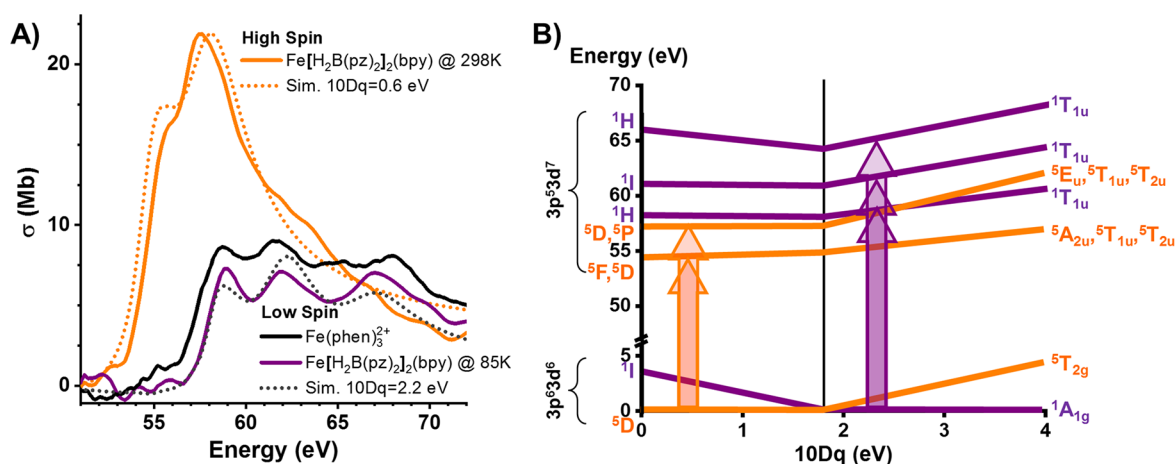 A)
20
10
0
σ (Mb)
55
60
65
70
Energy (eV)
High Spin
Fe[H₂B(pz)₂]₂(bpy) @ 298K
Sim. 10Dq=0.6 eV
Low Spin
Fe(phen)₃²⁺
Fe[H₂B(pz)₂]₂(bpy) @ 85K
Sim. 10Dq=2.2 eV
B)
Energy (eV)
70
65
60
55
50
5
0
3p⁵3d⁷
3p⁶3d⁶
¹H
¹I
¹H
⁵D,⁵P
⁵F,⁵D
¹I
⁵D
¹T₁ᵤ
¹T₁ᵤ
⁵Eᵤ,⁵T₁ᵤ,⁵T₂ᵤ
¹T₁ᵤ
⁵A₂ᵤ,⁵T₁ᵤ,⁵T₂ᵤ
⁵T₂g
¹A₁g
0
1
2
3
4
10Dq (eV)